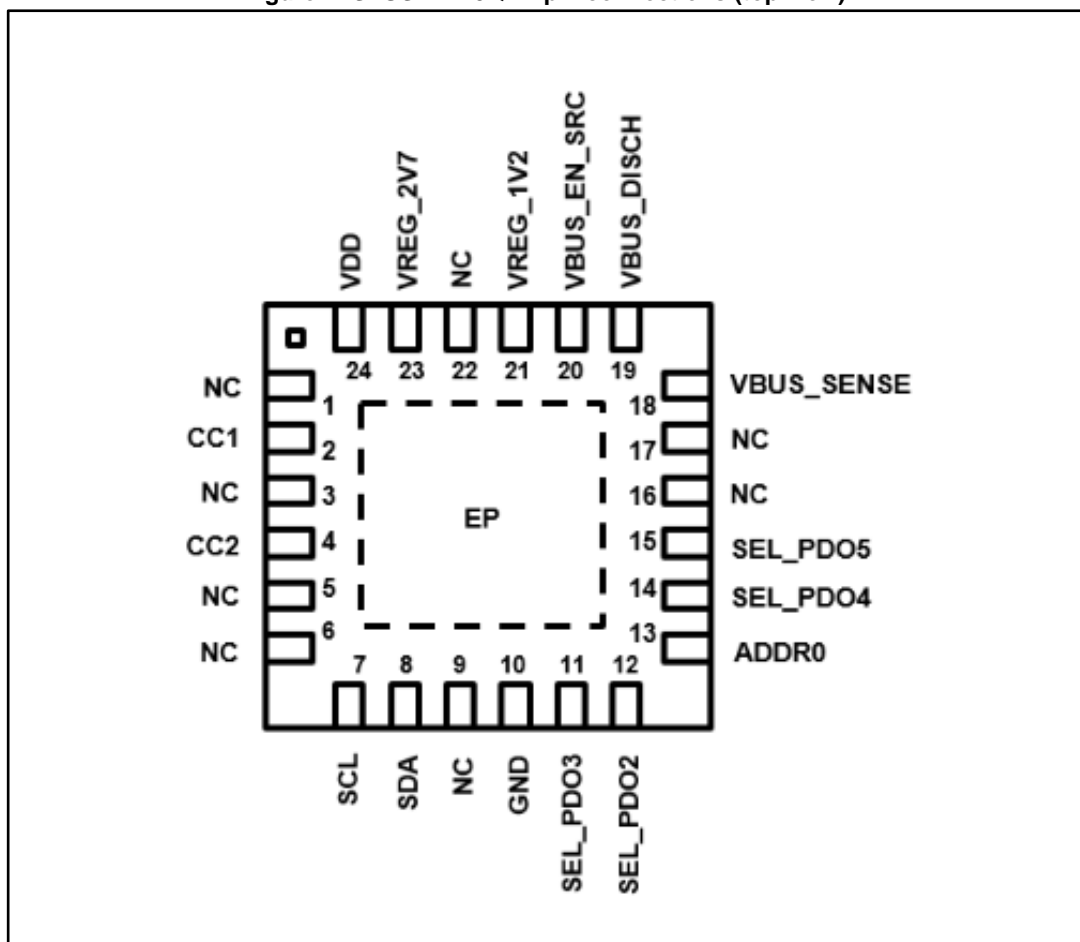 VDD
VREG_2V7
NC
VREG_1V2
VBUS_EN_SRC
VBUS_DISCH
24
23
22
21
20
19
NC
1
CC1
2
NC
3
CC2
4
NC
5
NC
6
EP
18
VBUS_SENSE
17
NC
16
NC
15
SEL_PDO5
14
SEL_PDO4
13
ADDR0
7
8
9
10
11
12
SCL
SDA
NC
GND
SEL_PDO3
SEL_PDO2